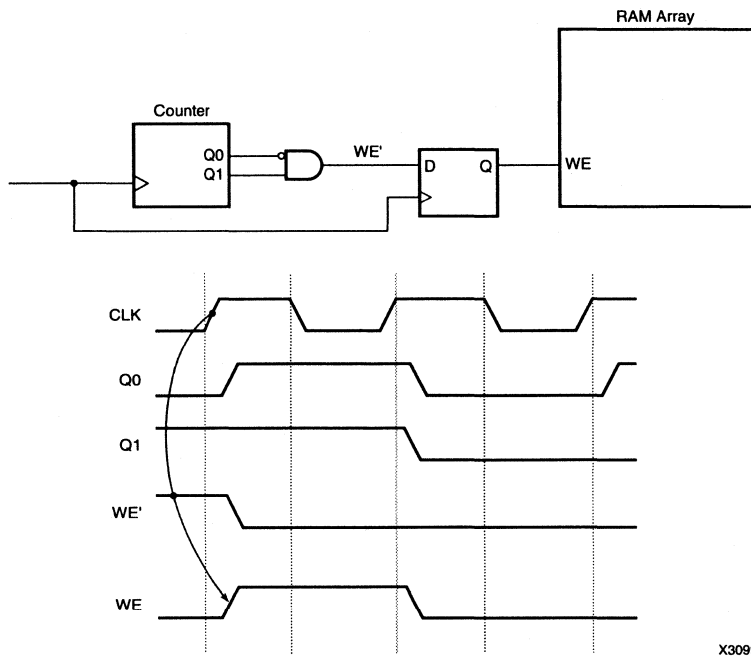 RAM Array
Counter
Q0
Q1
WE'
D
Q
WE
CLK
Q0
Q1
WE'
WE
X309